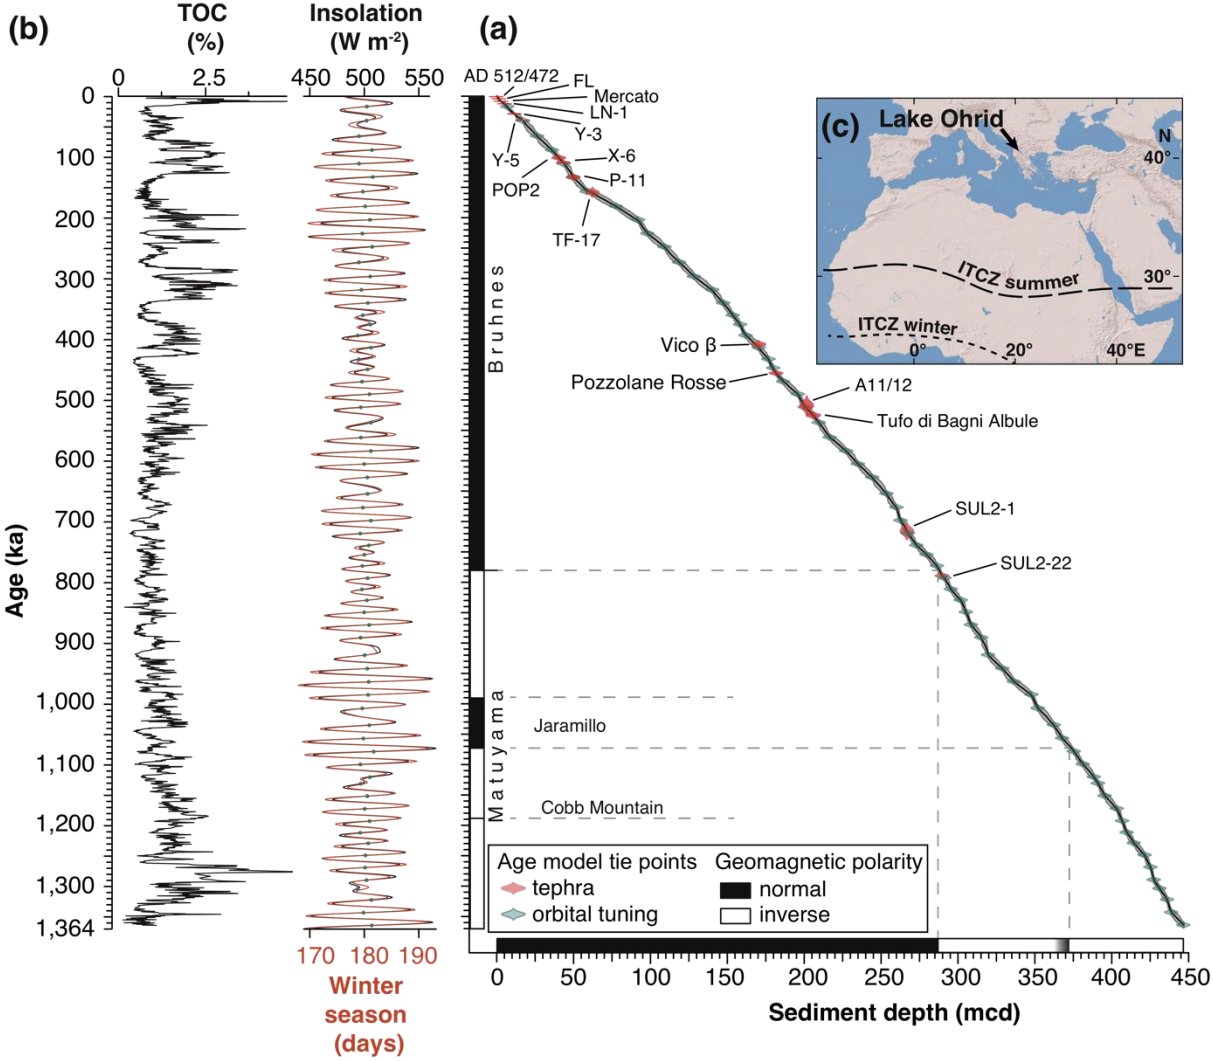 (b)
TOC
(%)
0 2.5
Insolation
(W m-2)
450 500 550
(a)
AD 512/472
FL
Mercato
LN-1
Y-3
Y-5
X-6
POP2
P-11
TF-17
Vico β
Pozzolane Rosse
A11/12
Tufo di Bagni Albule
SUL2-1
SUL2-22
(c)
Lake Ohrid
N
40°
30°
ITCZ summer
ITCZ winter
0° 20° 40°E
Age (ka)
0
100
200
300
400
500
600
700
800
900
1,000
1,100
1,200
1,300
1,364
170 180 190
Winter
season
(days)
Bruhnes
Matuyama
Jaramillo
Cobb Mountain
Age model tie points
tephra
orbital tuning
Geomagnetic polarity
normal
inverse
0 50 100 150 200 250 300 350 400 450
Sediment depth (mcd)